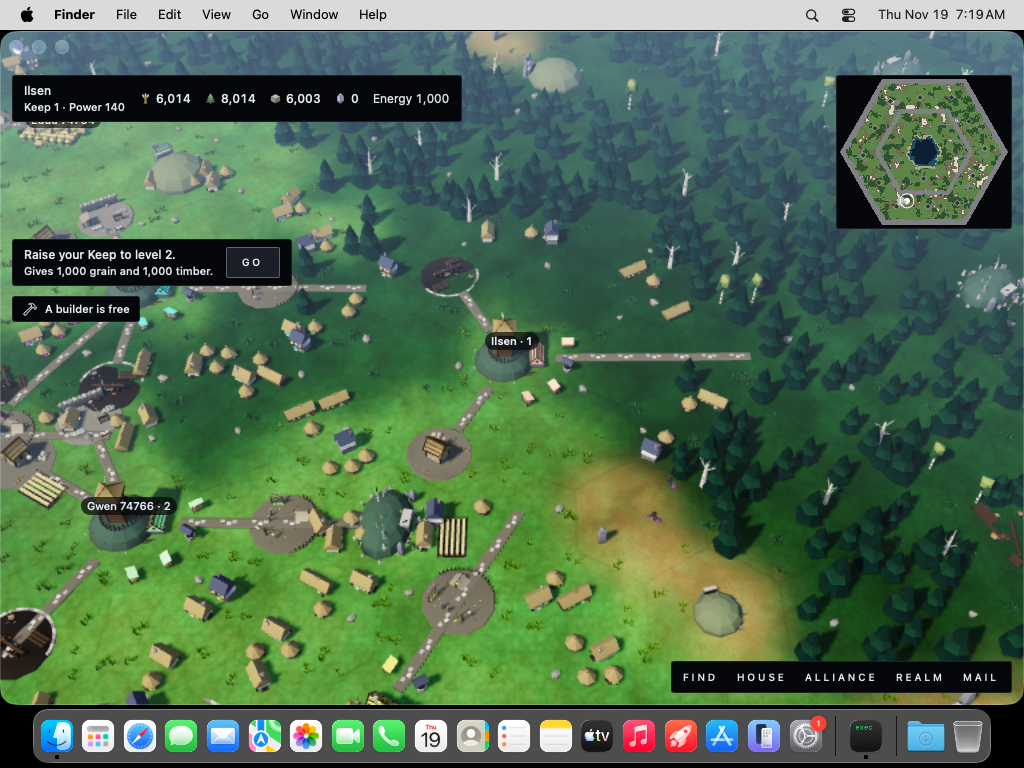 Finder File Edit View Go Window Help Thu Nov 19 7:19 AM
Ilsen
Keep 1 · Power 140
6,014 8,014 6,003 0 Energy 1,000
Raise your Keep to level 2.
Gives 1,000 grain and 1,000 timber.
GO
A builder is free
Ilsen · 1
Gwen 74766 · 2
FIND HOUSE ALLIANCE REALM MAIL
Thu
19
tv
1
exec